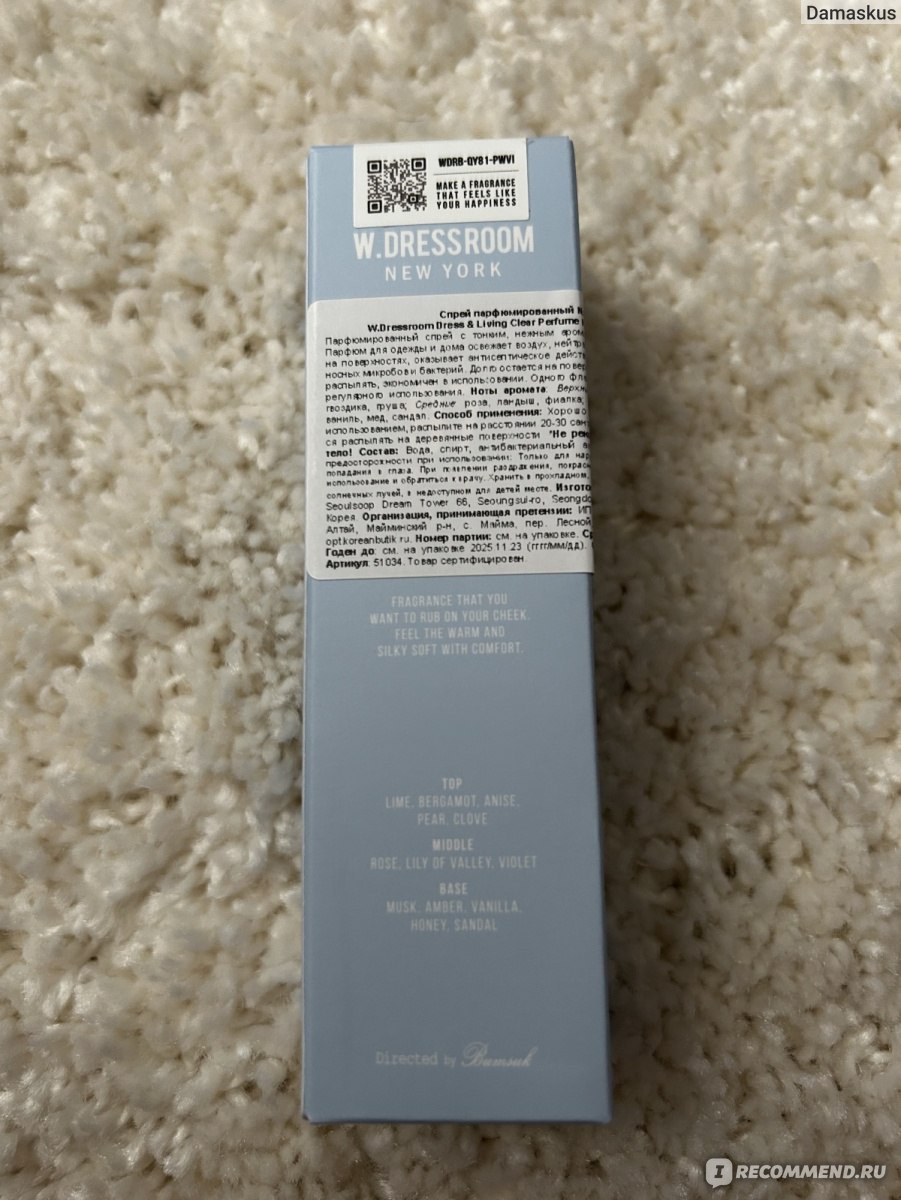 Damaskus
WDRB-QY81-PWVI
MAKE A FRAGRANCE
THAT FEELS LIKE
YOUR HAPPINESS
W.DRESSROOM
NEW YORK
Спрей парфюмированный
W.Dressroom Dress & Living Clear Perfume
Парфюмированный спрей с тонким, нежным
Парфюм для одежды и дома освежает воздух,
на поверхностях, оказывает антисептическое
микробов и бактерий. Долго остается на
распылять, экономичен в использовании. Одного
регулярного использования. Ноты аромата:
гвоздика, груша; Средние: роза, ландыш, фиалка;
ваниль, мед, сандал. Способ применения: Хорошо
использованием, распылите на расстоянии 20-30
ся распылять на деревянные поверхности. *Не
тело! Состав: Вода, спирт, антибактериальный
предосторожности при использовании: Только для
попадания в глаза. При появлении раздражения,
использование и обратиться к врачу. Хранить в прохладном,
солнечных лучей, в недоступном для детей месте.
Seoulsoop Dream Tower 66, Seoungsui-ro,
Корея. Организация, принимающая претензии: ИП
Алтай, Майминский р-н, с. Майма, пер. Лесной
optkoreanbutik.ru. Номер партии: см. на упаковке.
Годен до: см. на упаковке 2025 11 23 (гггг/мм/дд).
Артикул: 51034. Товар сертифицирован.
FRAGRANCE THAT YOU
WANT TO RUB ON YOUR CHEEK.
FEEL THE WARM AND
SILKY SOFT WITH COMFORT.
TOP
LIME, BERGAMOT, ANISE,
PEAR, CLOVE
MIDDLE
ROSE, LILY OF VALLEY, VIOLET
BASE
MUSK, AMBER, VANILLA,
HONEY, SANDAL
Directed by Bumsuk
IRECOMMEND.RU